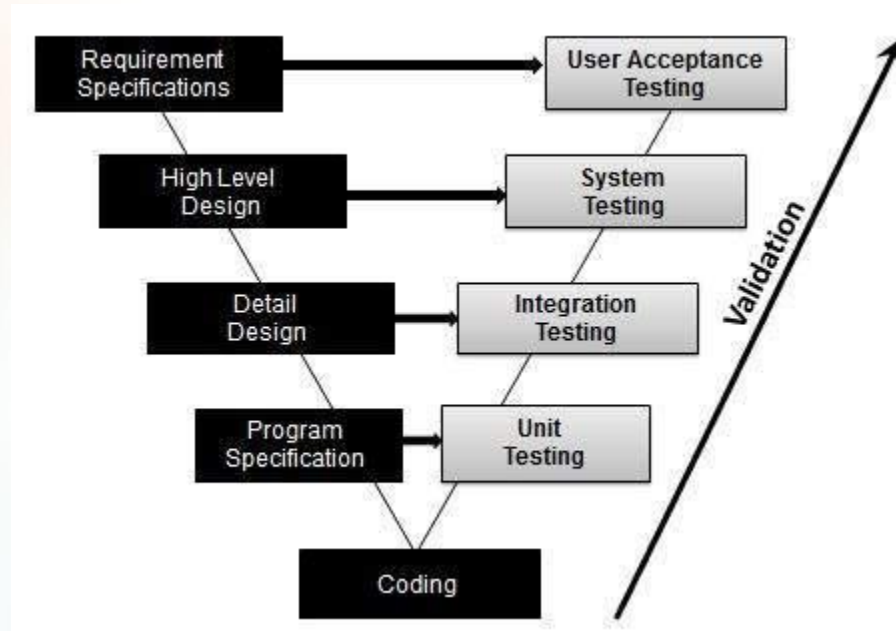 Requirement
Specifications
User Acceptance
Testing
High Level
Design
System
Testing
Detail
Design
Integration
Testing
Program
Specification
Unit
Testing
Coding
Validation